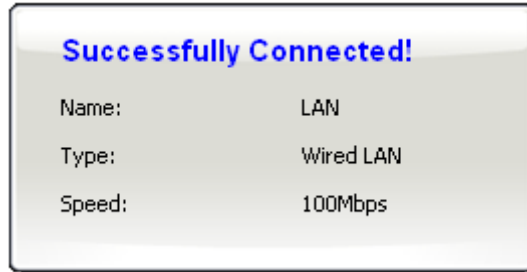 Successfully Connected!
Name: LAN
Type: Wired LAN
Speed: 100Mbps